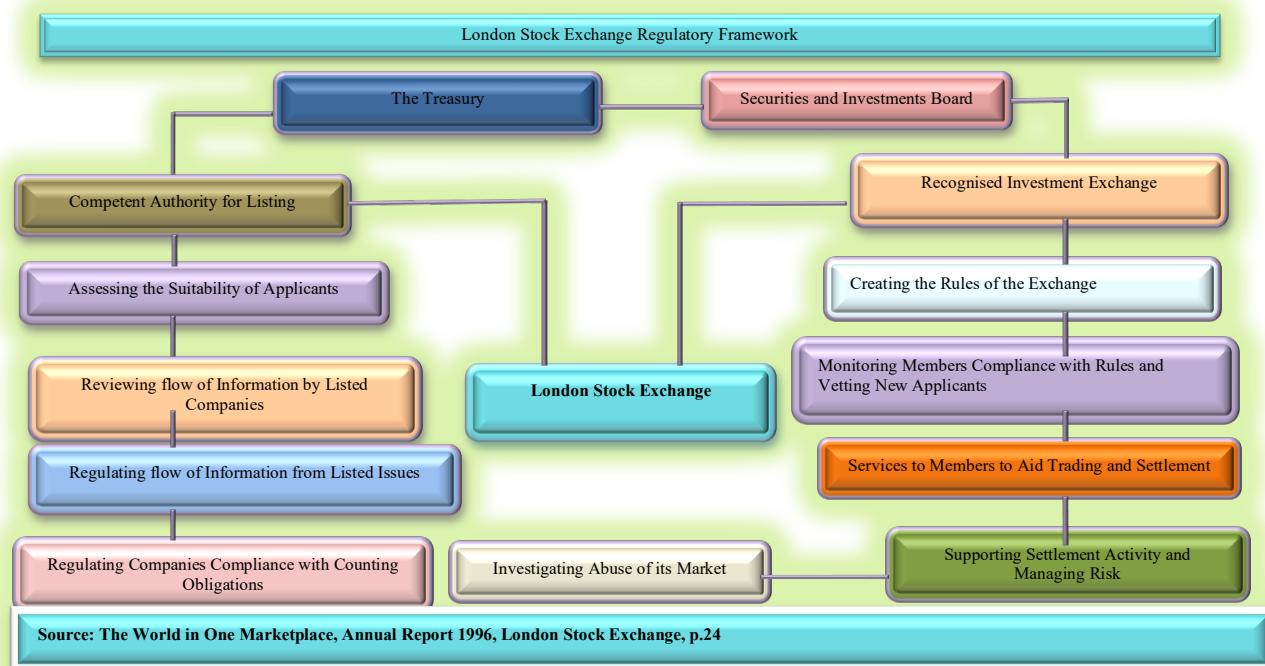 London Stock Exchange Regulatory Framework
The Treasury
Securities and Investments Board
Competent Authority for Listing
Recognised Investment Exchange
Assessing the Suitability of Applicants
Creating the Rules of the Exchange
Reviewing flow of Information by Listed
Companies
London Stock Exchange
Monitoring Members Compliance with Rules and
Vetting New Applicants
Regulating flow of Information from Listed Issues
Services to Members to Aid Trading and Settlement
Regulating Companies Compliance with Counting
Obligations
Investigating Abuse of its Market
Supporting Settlement Activity and
Managing Risk
Source: The World in One Marketplace, Annual Report 1996, London Stock Exchange, p.24